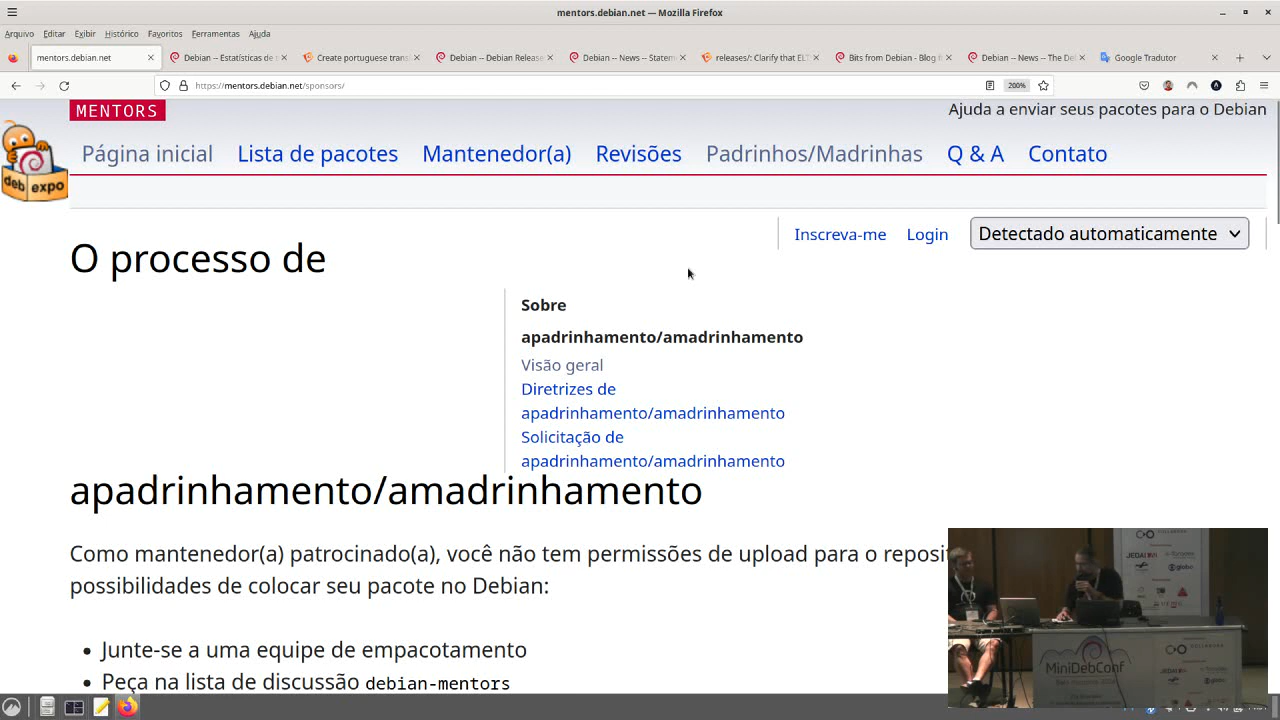 mentors.debian.net — Mozilla Firefox
Arquivo Editar Exibir Histórico Favoritos Ferramentas Ajuda
mentors.debian.net
Debian -- Estatísticas de
Create portuguese trans
Debian -- Debian Release
Debian -- News -- Statem
releases/: Clarify that EL
Bits from Debian - Blog
Debian -- News -- The De
Google Tradutor
https://mentors.debian.net/sponsors/
200%
MENTORS
Ajuda a enviar seus pacotes para o Debian
deb expo
Página inicial Lista de pacotes Mantenedor(a) Revisões Padrinhos/Madrinhas Q & A Contato
Inscreva-me Login Detectado automaticamente
O processo de
Sobre
apadrinhamento/amadrinhamento
Visão geral
Diretrizes de
apadrinhamento/amadrinhamento
Solicitação de
apadrinhamento/amadrinhamento
apadrinhamento/amadrinhamento
Como mantenedor(a) patrocinado(a), você não tem permissões de upload para o reposit
possibilidades de colocar seu pacote no Debian:
• Junte-se a uma equipe de empacotamento
• Peça na lista de discussão debian-mentors
COLLABORA
globo
MiniDebConf
globo